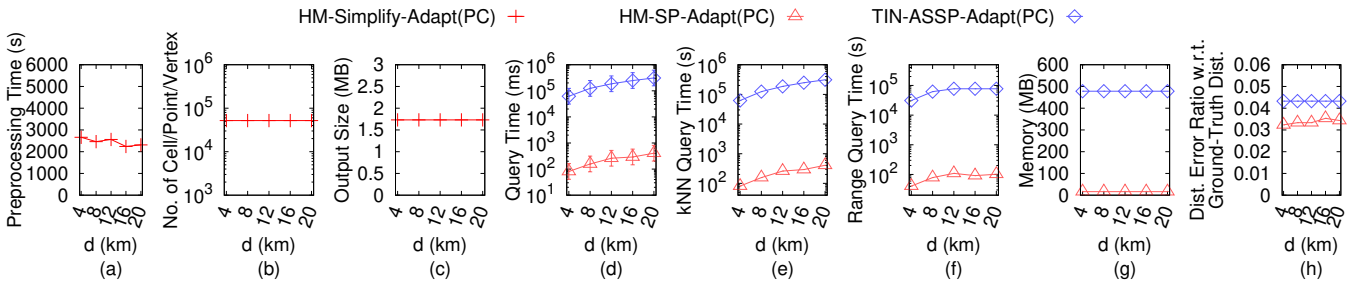 HM-Simplify-Adapt(PC) HM-SP-Adapt(PC) TIN-ASSP-Adapt(PC)
Preprocessing Time (s)
6000
5000
4000
3000
2000
1000
0
4 8 12 16 20
d (km)
(a)
No. of Cell/Point/Vertex
10^6
10^5
10^4
10^3
4 8 12 16 20
d (km)
(b)
Output Size (MB)
3
2.5
2
1.5
1
0.5
0
4 8 12 16 20
d (km)
(c)
Query Time (ms)
10^6
10^5
10^4
10^3
10^2
10^1
4 8 12 16 20
d (km)
(d)
kNN Query Time (s)
10^6
10^5
10^4
10^3
10^2
4 8 12 16 20
d (km)
(e)
Range Query Time (s)
10^5
10^4
10^3
10^2
4 8 12 16 20
d (km)
(f)
Memory (MB)
600
500
400
300
200
100
0
4 8 12 16 20
d (km)
(g)
Dist. Error Ratio w.r.t.
Ground-Truth Dist.
0.06
0.05
0.04
0.03
0.02
0.01
0
4 8 12 16 20
d (km)
(h)